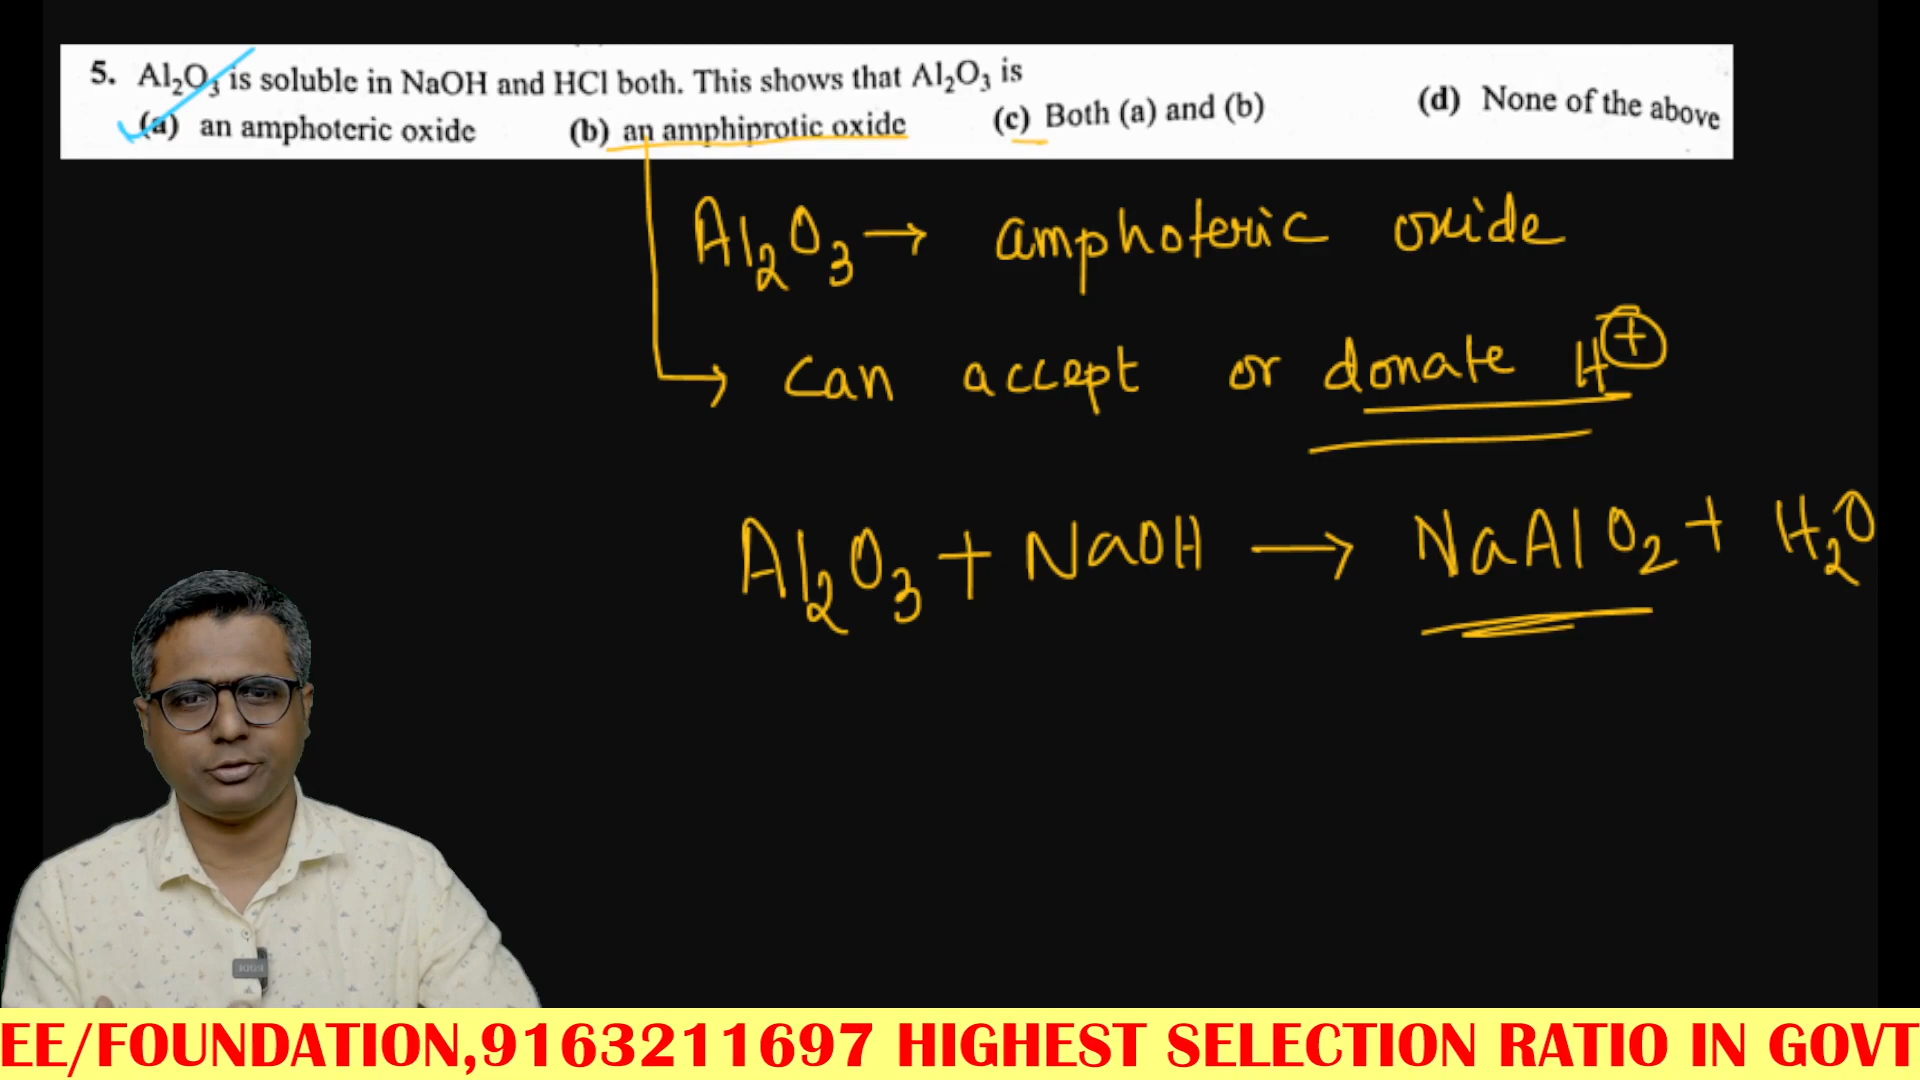 5. Al₂O₃ is soluble in NaOH and HCl both. This shows that Al₂O₃ is
(a) an amphoteric oxide (b) an amphiprotic oxide (c) Both (a) and (b) (d) None of the above
Al₂O₃ → amphoteric oxide
→ can accept or donate H⁺
Al₂O₃ + NaOH → NaAlO₂ + H₂O
EE/FOUNDATION,9163211697 HIGHEST SELECTION RATIO IN GOVT